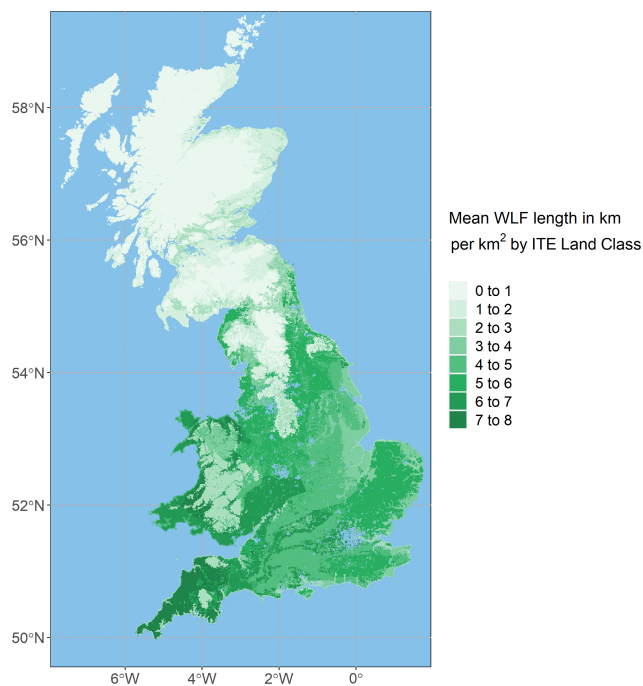 58°N
56°N
54°N
52°N
50°N
6°W 4°W 2°W 0°
Mean WLF length in km
per km² by ITE Land Class
0 to 1
1 to 2
2 to 3
3 to 4
4 to 5
5 to 6
6 to 7
7 to 8